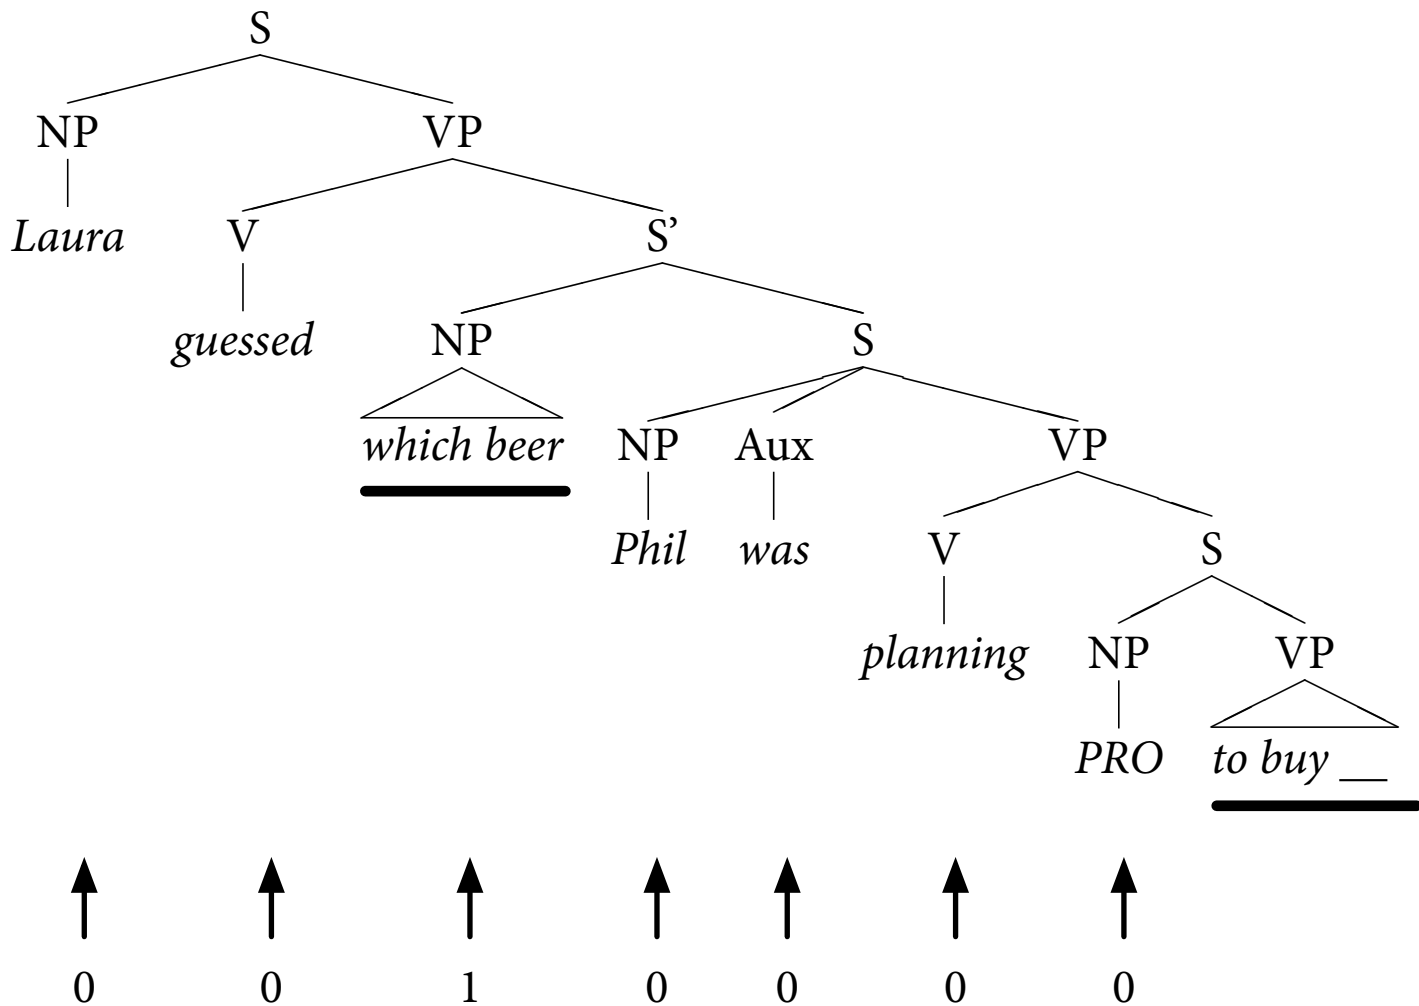 S
NP VP
Laura V S’
guessed NP S
which beer NP Aux VP
Phil was V S
planning NP VP
PRO to buy __
0 0 1 0 0 0 0